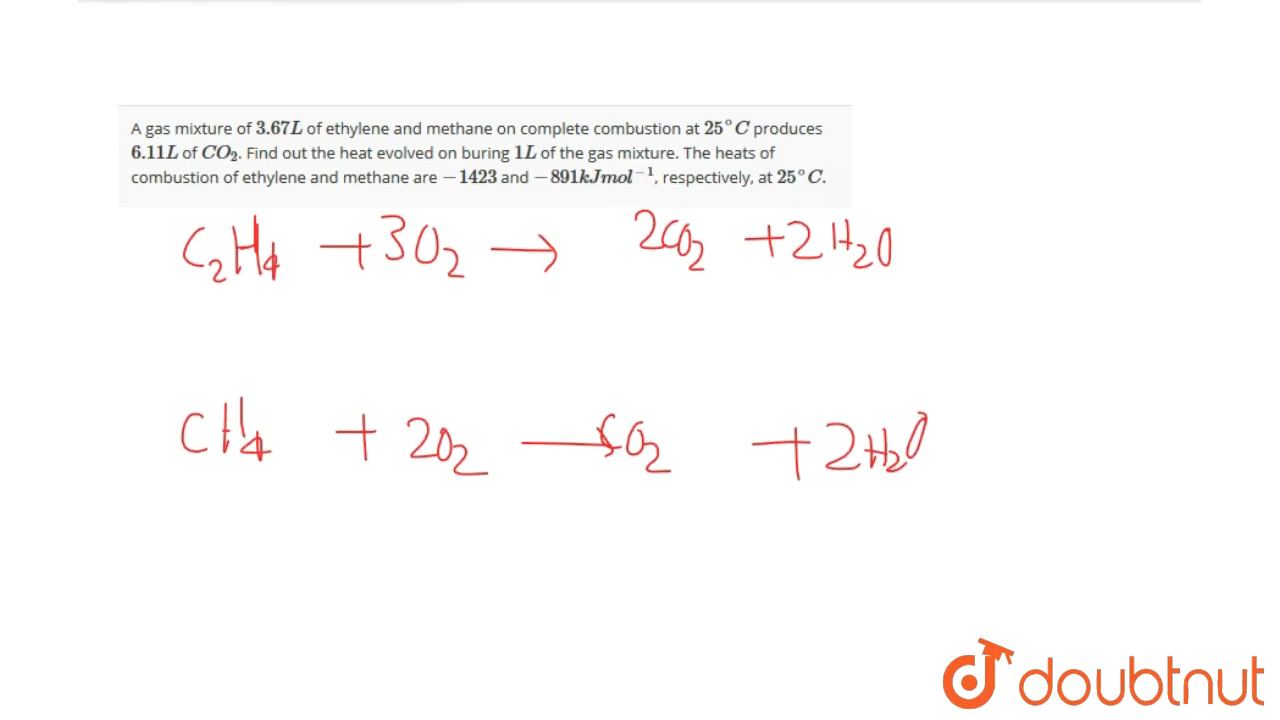 A gas mixture of 3.67L of ethylene and methane on complete combustion at 25°C produces
6.11L of CO₂. Find out the heat evolved on buring 1L of the gas mixture. The heats of
combustion of ethylene and methane are −1423 and −891kJmol⁻¹, respectively, at 25°C.
C₂H₄ + 3O₂ → 2CO₂ + 2H₂O
CH₄ + 2O₂ → CO₂ + 2H₂O
doubtnut